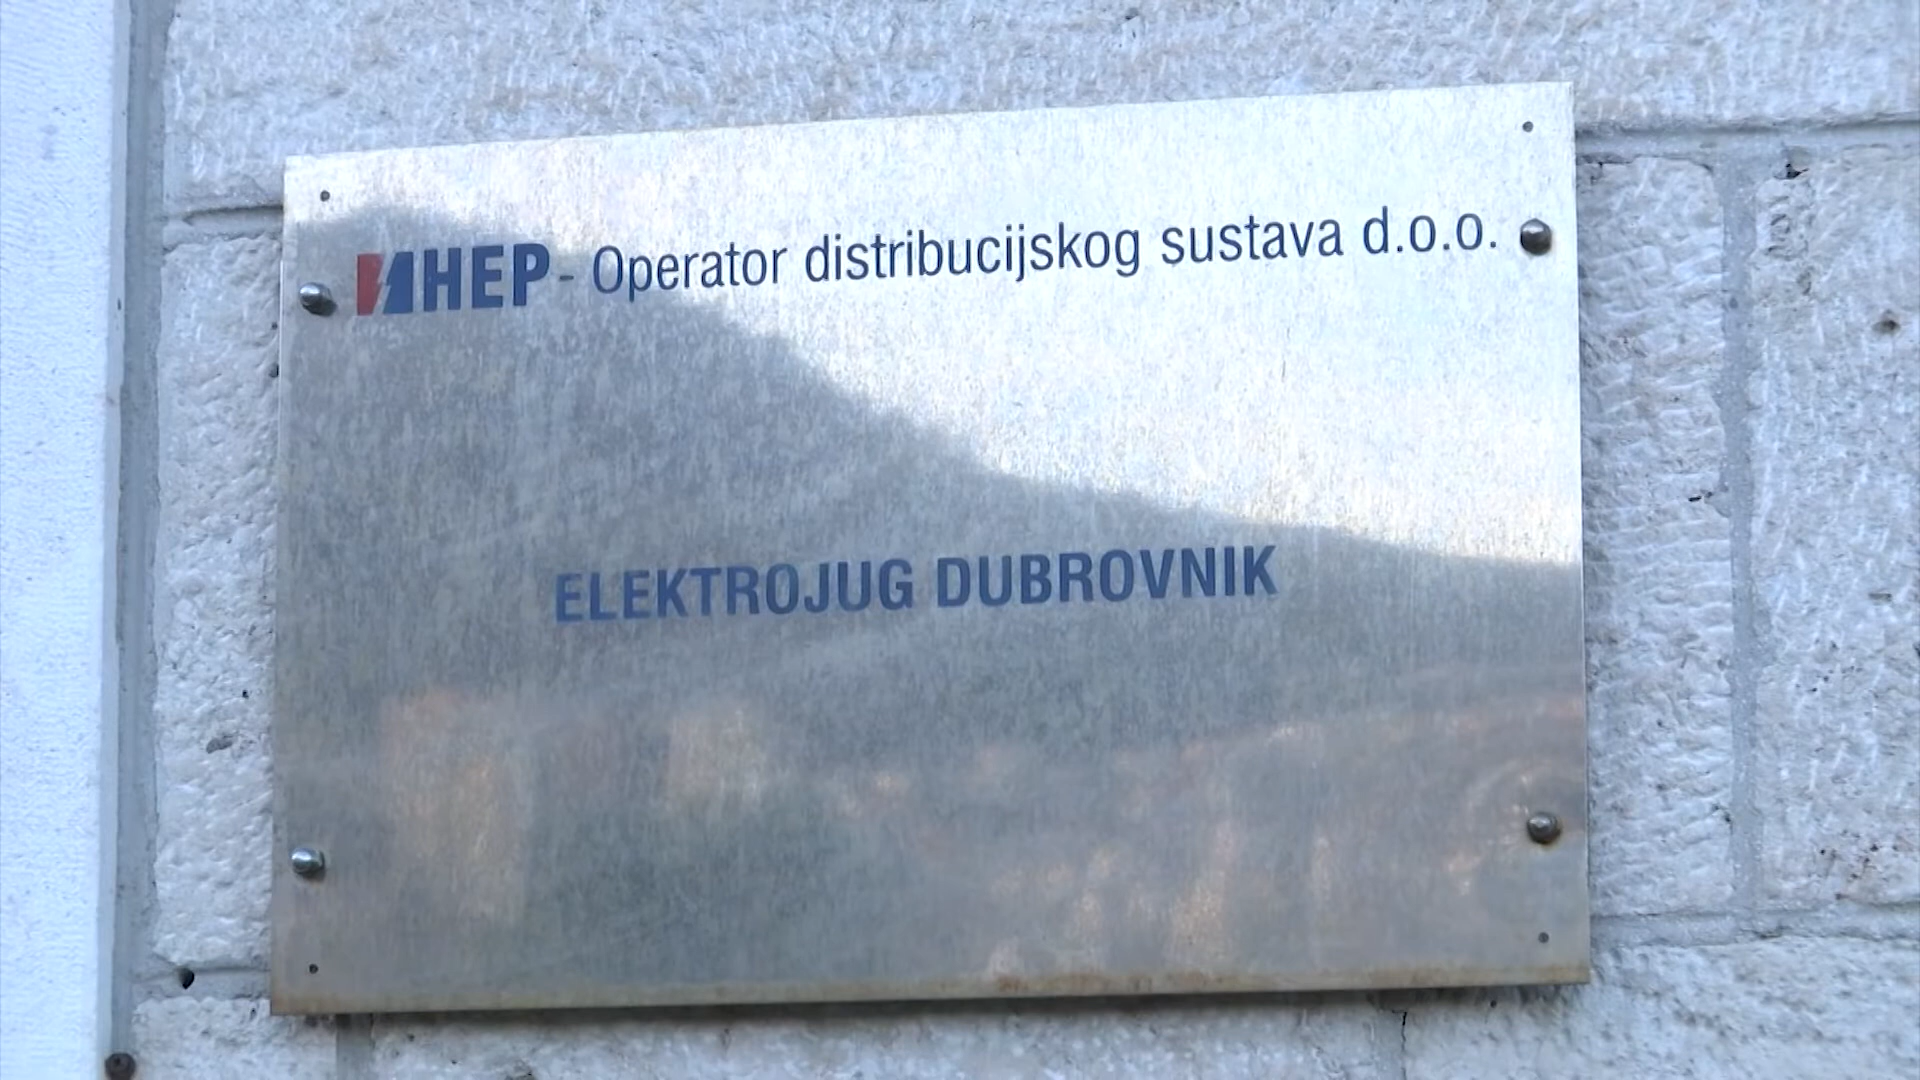 HEP - Operator distribucijskog sustava d.o.o.
ELEKTROJUG DUBROVNIK